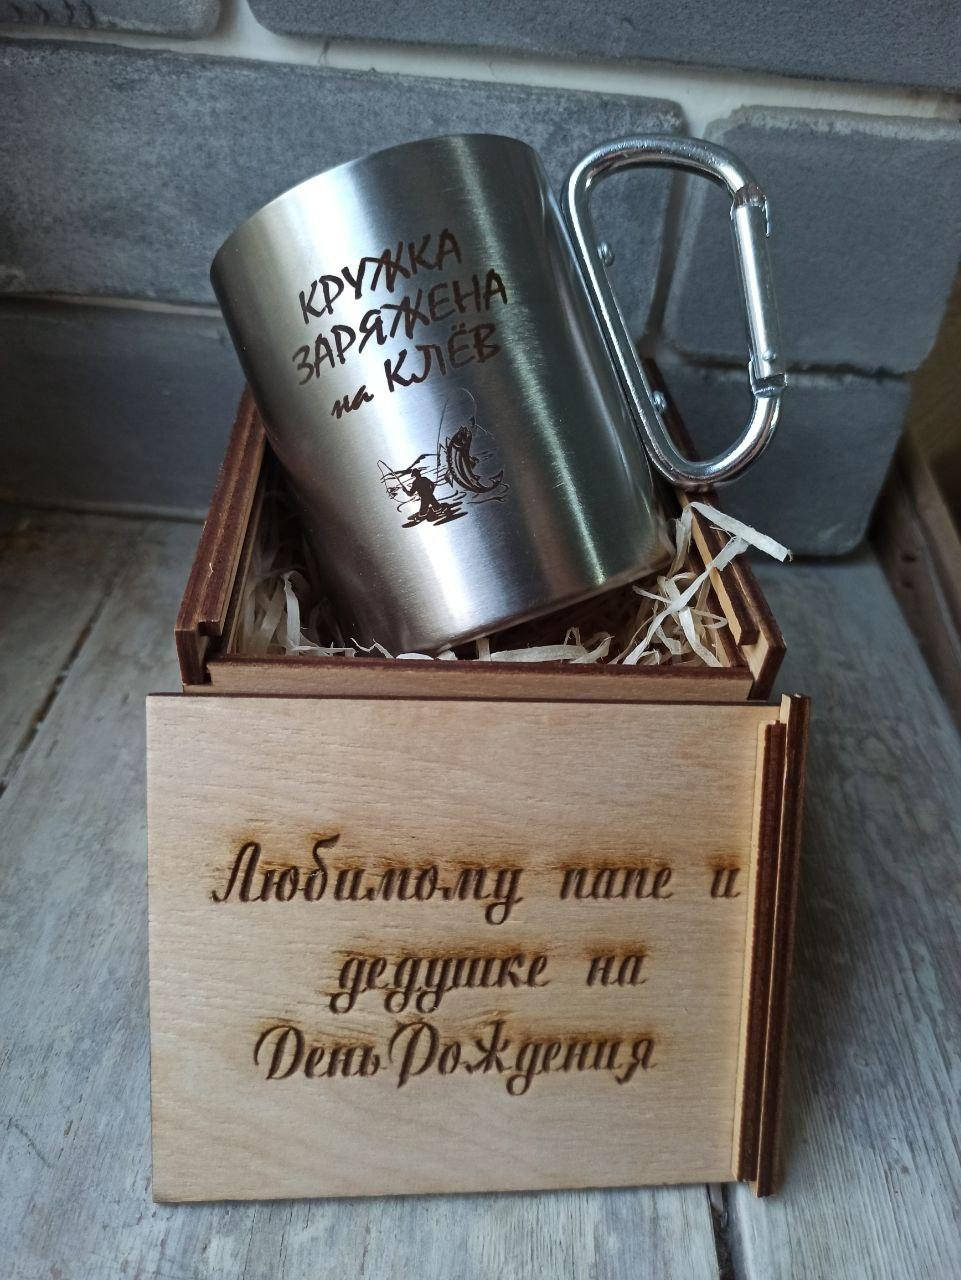 КРУЖКА
ЗАРЯЖЕНА
на КЛЁВ
Любимому папе и
дедушке на
День Рождения